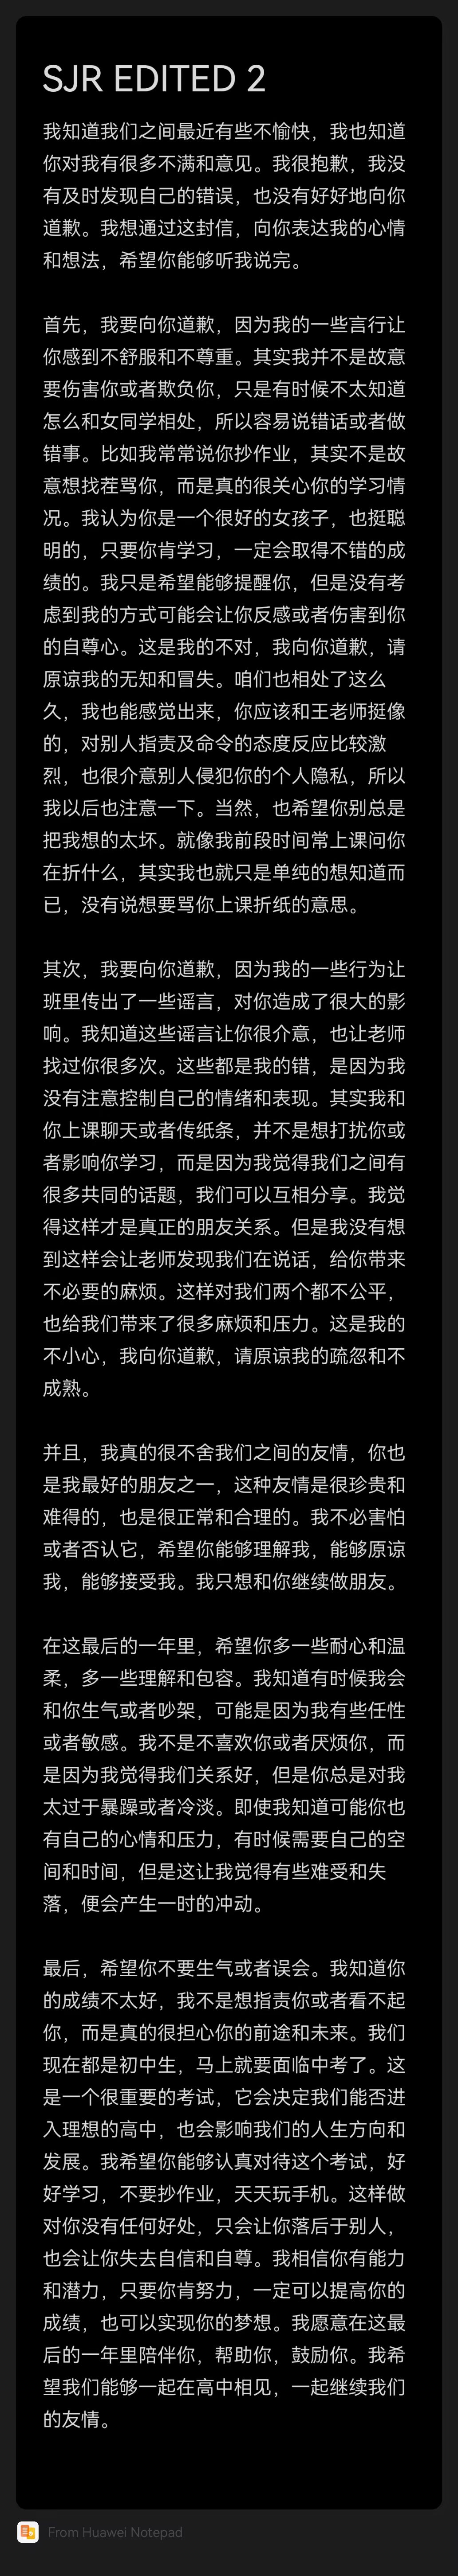 SJR EDITED 2
我知道我们之间最近有些不愉快，我也知道
你对我有很多不满和意见。我很抱歉，我没
有及时发现自己的错误，也没有好好地向你
道歉。我想通过这封信，向你表达我的心情
和想法，希望你能够听我说完。
首先，我要向你道歉，因为我的一些言行让
你感到不舒服和不尊重。其实我并不是故意
要伤害你或者欺负你，只是有时候不太知道
怎么和女同学相处，所以容易说错话或者做
错事。比如我常常说你抄作业，其实不是故
意想找茬骂你，而是真的很关心你的学习情
况。我认为你是一个很好的女孩子，也挺聪
明的，只要你肯学习，一定会取得不错的成
绩的。我只是希望能够提醒你，但是没有考
虑到我的方式可能会让你反感或者伤害到你
的自尊心。这是我的不对，我向你道歉，请
原谅我的无知和冒失。咱们也相处了这么
久，我也能感觉出来，你应该和王老师挺像
的，对别人指责及命令的态度反应比较激
烈，也很介意别人侵犯你的个人隐私，所以
我以后也注意一下。当然，也希望你别总是
把我想的太坏。就像我前段时间常上课问你
在折什么，其实我也就只是单纯的想知道而
已，没有说想要骂你上课折纸的意思。
其次，我要向你道歉，因为我的一些行为让
班里传出了一些谣言，对你造成了很大的影
响。我知道这些谣言让你很介意，也让老师
找过你很多次。这些都是我的错，是因为我
没有注意控制自己的情绪和表现。其实我和
你上课聊天或者传纸条，并不是想打扰你或
者影响你学习，而是因为我觉得我们之间有
很多共同的话题，我们可以互相分享。我觉
得这样才是真正的朋友关系。但是我没有想
到这样会让老师发现我们在说话，给你带来
不必要的麻烦。这样对我们两个都不公平，
也给我们带来了很多麻烦和压力。这是我的
不小心，我向你道歉，请原谅我的疏忽和不
成熟。
并且，我真的很不舍我们之间的友情，你也
是我最好的朋友之一，这种友情是很珍贵和
难得的，也是很正常和合理的。我不必害怕
或者否认它，希望你能够理解我，能够原谅
我，能够接受我。我只想和你继续做朋友。
在这最后的一年里，希望你多一些耐心和温
柔，多一些理解和包容。我知道有时候我会
和你生气或者吵架，可能是因为我有些任性
或者敏感。我不是不喜欢你或者厌烦你，而
是因为我觉得我们关系好，但是你总是对我
太过于暴躁或者冷淡。即使我知道可能你也
有自己的心情和压力，有时候需要自己的空
间和时间，但是这让我觉得有些难受和失
落，便会产生一时的冲动。
最后，希望你不要生气或者误会。我知道你
的成绩不太好，我不是想指责你或者看不起
你，而是真的很担心你的前途和未来。我们
现在都是初中生，马上就要面临中考了。这
是一个很重要的考试，它会决定我们能否进
入理想的高中，也会影响我们的人生方向和
发展。我希望你能够认真对待这个考试，好
好学习，不要抄作业，天天玩手机。这样做
对你没有任何好处，只会让你落后于别人，
也会让你失去自信和自尊。我相信你有能力
和潜力，只要你肯努力，一定可以提高你的
成绩，也可以实现你的梦想。我愿意在这最
后的一年里陪伴你，帮助你，鼓励你。我希
望我们能够一起在高中相见，一起继续我们
的友情。
From Huawei Notepad